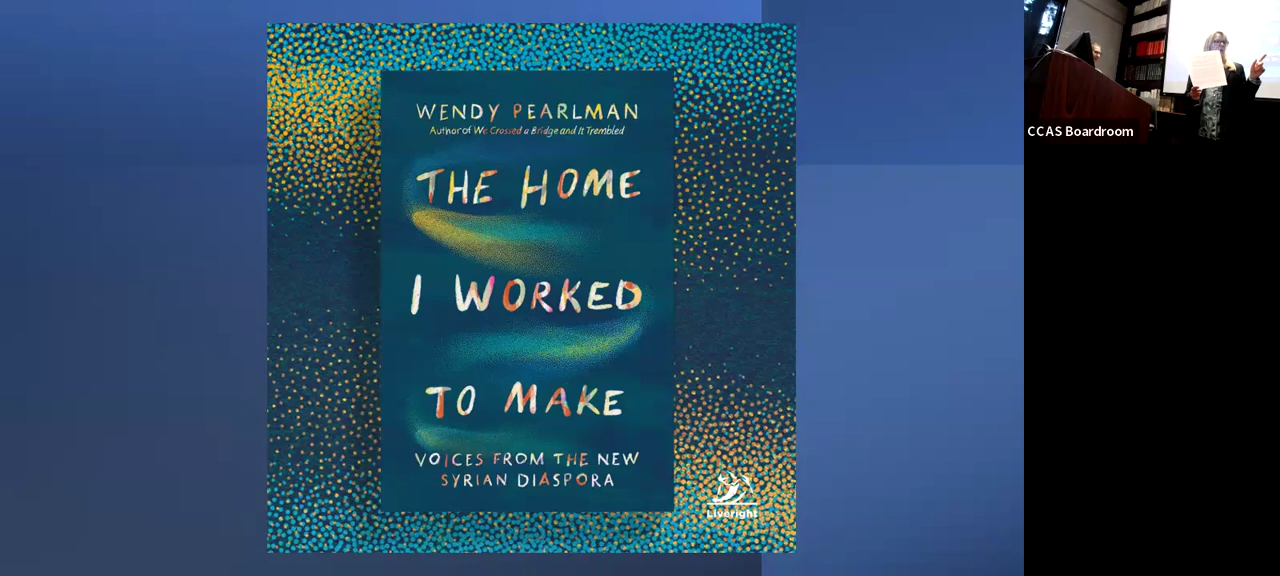 WENDY PEARLMAN
Author of We Crossed a Bridge and It Trembled
THE HOME
I WORKED
TO MAKE
VOICES FROM THE NEW
SYRIAN DIASPORA
Liveright
CCAS Boardroom